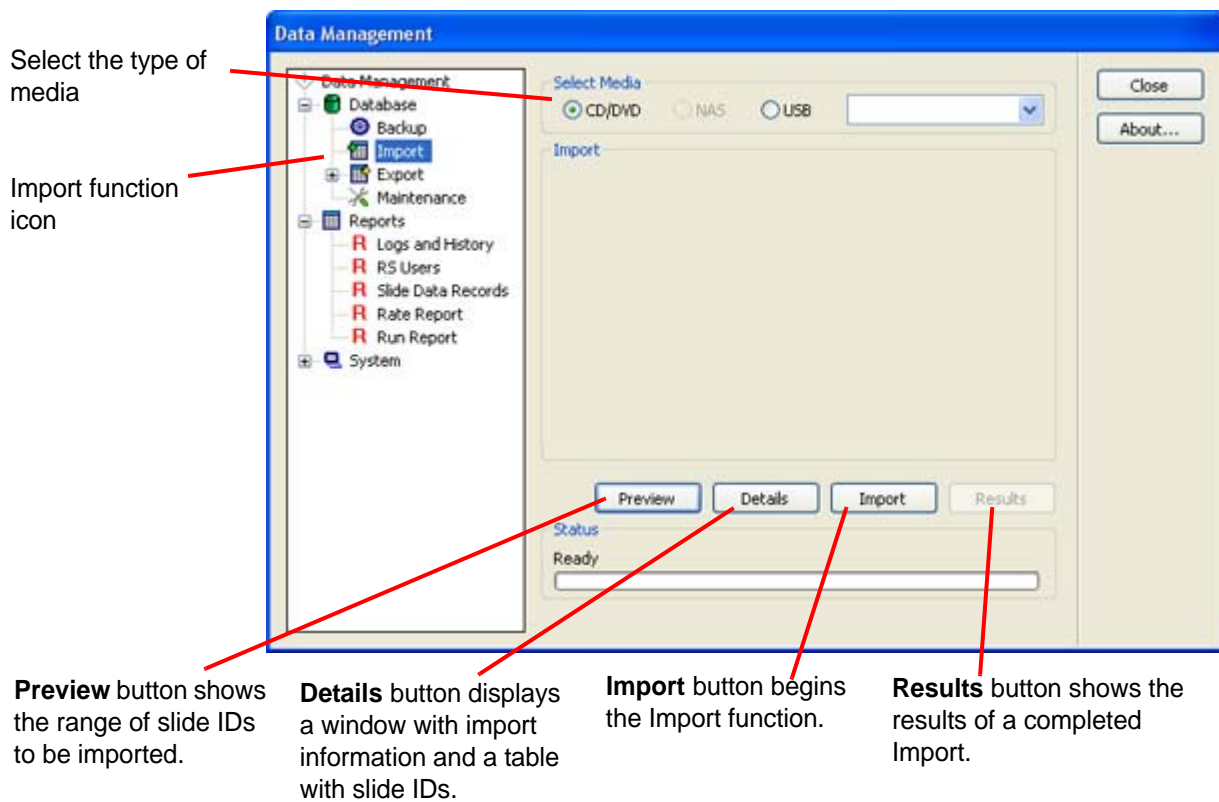 Data Management
Select the type of
media
Import function
icon
Data Management
Database
Backup
Import
Export
Maintenance
Reports
R Logs and History
R RS Users
R Slide Data Records
R Rate Report
R Run Report
System
Select Media
CD/DVD NAS USB
Import
Close
About...
Preview Details Import Results
Status
Ready
Preview button shows
the range of slide IDs
to be imported.
Details button displays
a window with import
information and a table
with slide IDs.
Import button begins
the Import function.
Results button shows the
results of a completed
Import.